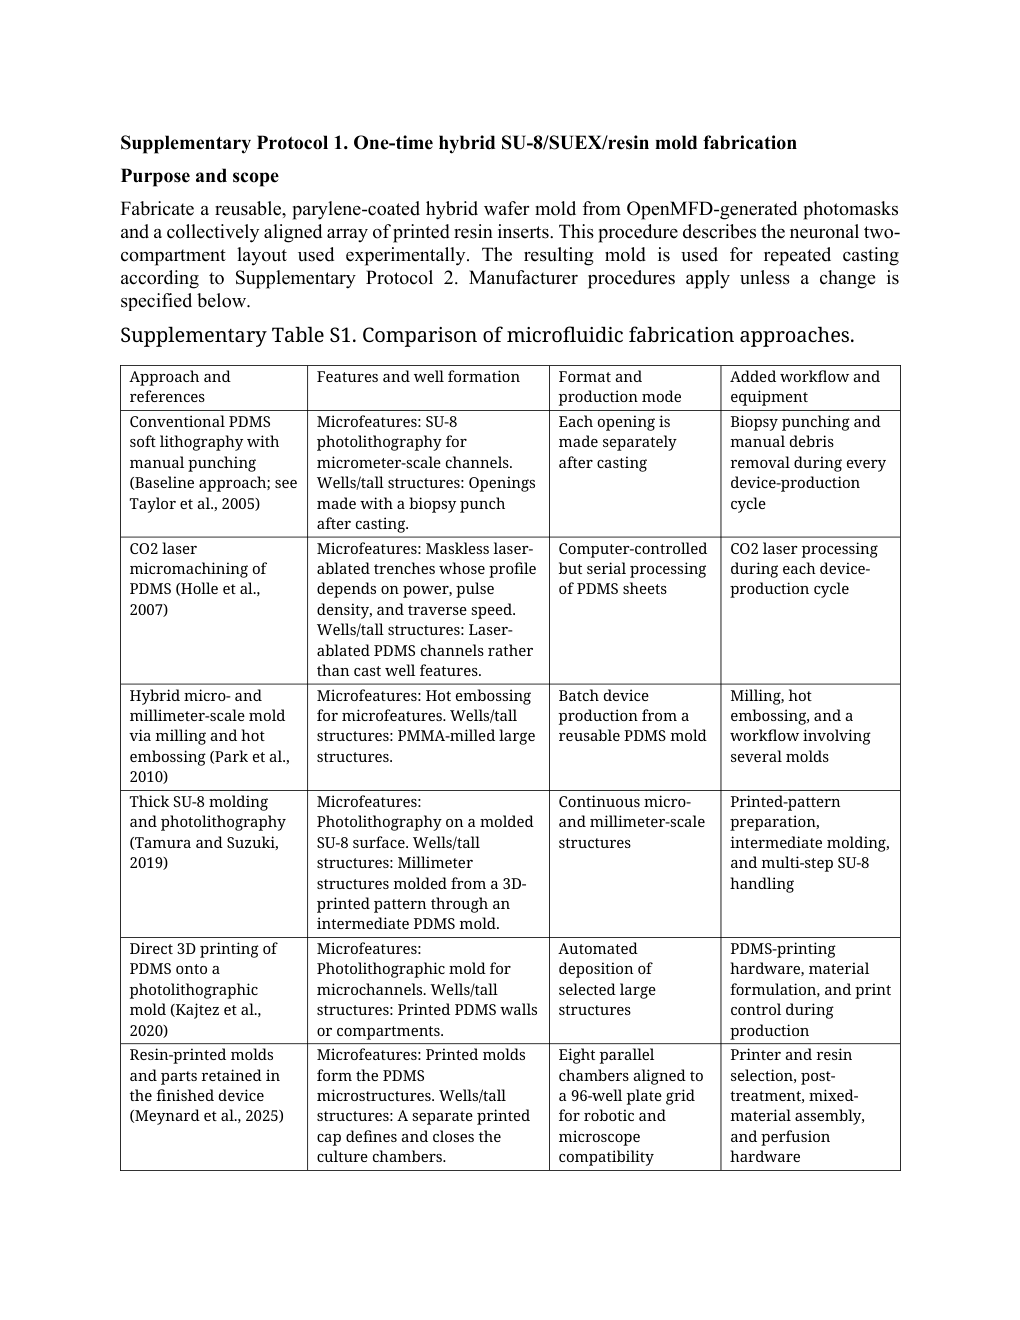 Supplementary Protocol 1. One-time hybrid SU-8/SUEX/resin mold fabrication
Purpose and scope
Fabricate a reusable, parylene-coated hybrid wafer mold from OpenMFD-generated photomasks
and a collectively aligned array of printed resin inserts. This procedure describes the neuronal two-
compartment layout used experimentally. The resulting mold is used for repeated casting
according to Supplementary Protocol 2. Manufacturer procedures apply unless a change is
specified below.
Supplementary Table S1. Comparison of microfluidic fabrication approaches.
Approach and
references
Features and well formation
Format and
production mode
Added workflow and
equipment
Conventional PDMS
soft lithography with
manual punching
(Baseline approach; see
Taylor et al., 2005)
Microfeatures: SU-8
photolithography for
micrometer-scale channels.
Wells/tall structures: Openings
made with a biopsy punch
after casting.
Each opening is
made separately
after casting
Biopsy punching and
manual debris
removal during every
device-production
cycle
CO2 laser
micromachining of
PDMS (Holle et al.,
2007)
Microfeatures: Maskless laser-
ablated trenches whose profile
depends on power, pulse
density, and traverse speed.
Wells/tall structures: Laser-
ablated PDMS channels rather
than cast well features.
Computer-controlled
but serial processing
of PDMS sheets
CO2 laser processing
during each device-
production cycle
Hybrid micro- and
millimeter-scale mold
via milling and hot
embossing (Park et al.,
2010)
Microfeatures: Hot embossing
for microfeatures. Wells/tall
structures: PMMA-milled large
structures.
Batch device
production from a
reusable PDMS mold
Milling, hot
embossing, and a
workflow involving
several molds
Thick SU-8 molding
and photolithography
(Tamura and Suzuki,
2019)
Microfeatures:
Photolithography on a molded
SU-8 surface. Wells/tall
structures: Millimeter
structures molded from a 3D-
printed pattern through an
intermediate PDMS mold.
Continuous micro-
and millimeter-scale
structures
Printed-pattern
preparation,
intermediate molding,
and multi-step SU-8
handling
Direct 3D printing of
PDMS onto a
photolithographic
mold (Kajtez et al.,
2020)
Microfeatures:
Photolithographic mold for
microchannels. Wells/tall
structures: Printed PDMS walls
or compartments.
Automated
deposition of
selected large
structures
PDMS-printing
hardware, material
formulation, and print
control during
production
Resin-printed molds
and parts retained in
the finished device
(Meynard et al., 2025)
Microfeatures: Printed molds
form the PDMS
microstructures. Wells/tall
structures: A separate printed
cap defines and closes the
culture chambers.
Eight parallel
chambers aligned to
a 96-well plate grid
for robotic and
microscope
compatibility
Printer and resin
selection, post-
treatment, mixed-
material assembly,
and perfusion
hardware